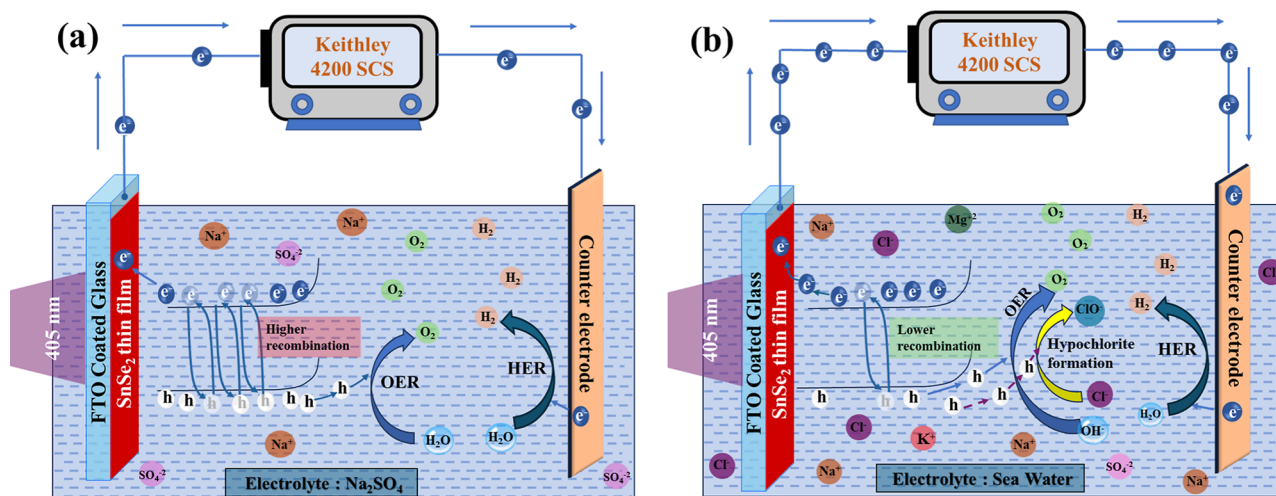 (a)
Keithley
4200 SCS
e⁻
e⁻
e⁻
e⁻
405 nm
FTO Coated Glass
SnSe₂ thin film
Counter electrode
Na⁺
Na⁺
SO₄⁻²
O₂
H₂
H₂
O₂
H₂
O₂
e⁻
e⁻ e⁻ e⁻ e⁻ e⁻ e⁻
Higher
recombination
OER
HER
h h h h h h h h
h
e⁻
H₂O
H₂O
Na⁺
SO₄⁻²
SO₄⁻²
Electrolyte : Na₂SO₄
(b)
Keithley
4200 SCS
e⁻ e⁻ e⁻
e⁻ e⁻ e⁻
e⁻
e⁻
e⁻
e⁻
405 nm
FTO Coated Glass
SnSe₂ thin film
Counter electrode
Na⁺
Cl⁻
Mg⁺²
O₂
O₂
H₂
H₂
H₂
O₂
Cl⁻
e⁻
e⁻
e⁻ e⁻ e⁻ e⁻ e⁻ e⁻
Lower
recombination
OER
ClO⁻
Hypochlorite
formation
HER
h h h h
h
h h
h
Cl⁻
OH⁻
H₂O
e⁻
Cl⁻
K⁺
Na⁺
Cl⁻
Na⁺
SO₄⁻²
Na⁺
Electrolyte : Sea Water